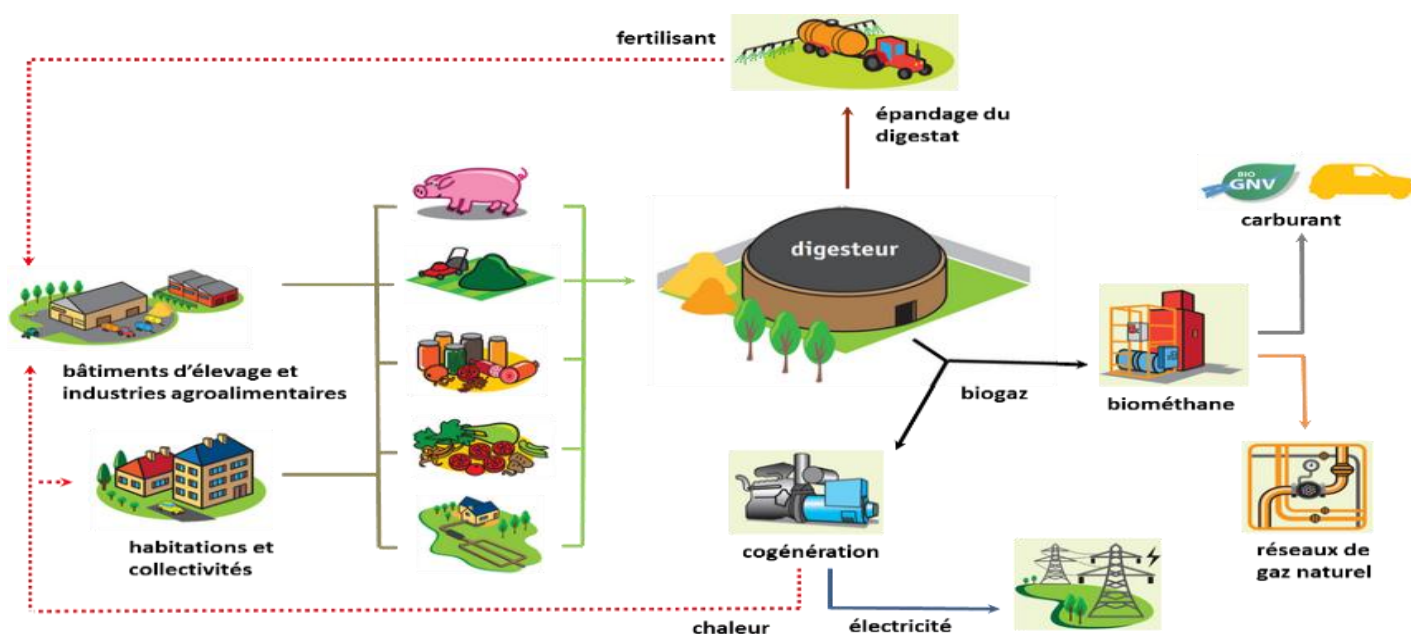 fertilisant
épandage du
digestat
BIO
GNV
carburant
digesteur
bâtiments d'élevage et
industries agroalimentaires
biogaz
biométhane
habitations et
collectivités
cogénération
réseaux de
gaz naturel
chaleur
électricité